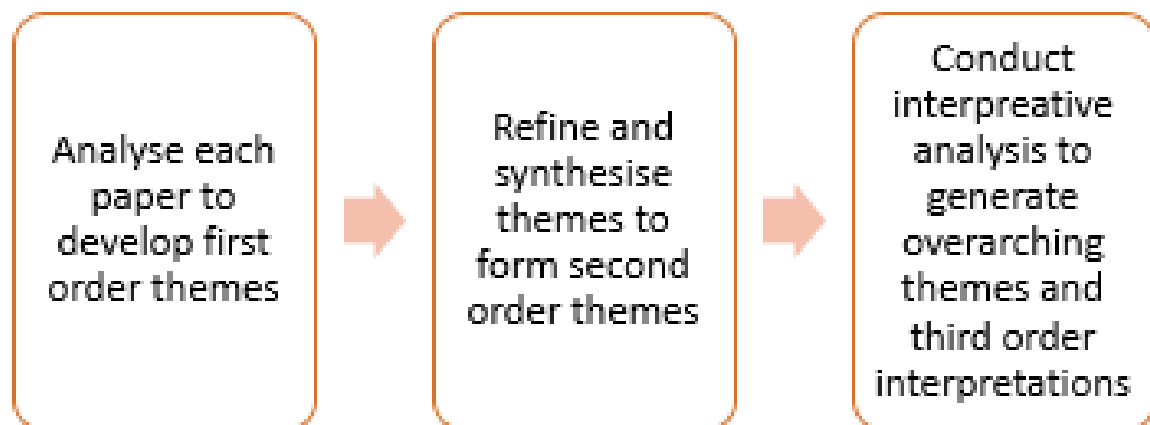 Analyse each
paper to
develop first
order themes
Refine and
synthesise
themes to
form second
order themes
Conduct
interpreative
analysis to
generate
overarching
themes and
third order
interpretations